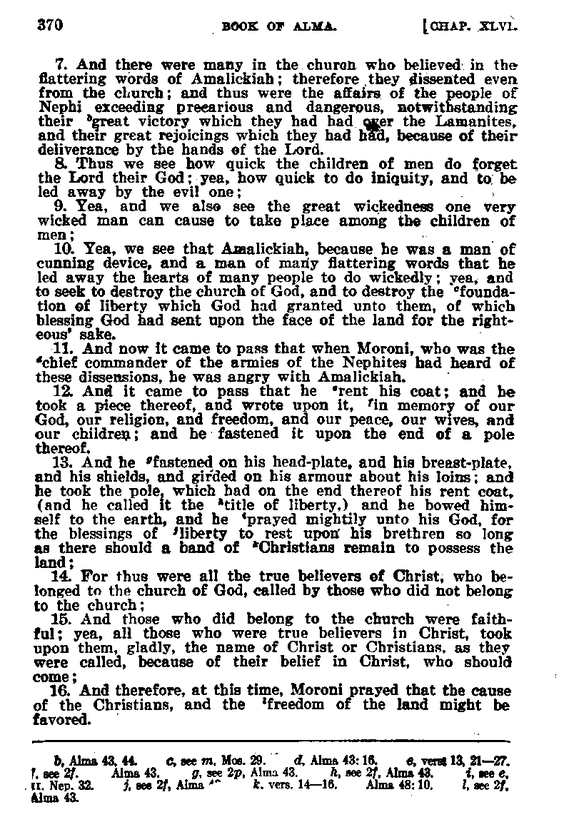 370 BOOK OF ALMA. [CHAP. XLVI.
7. And there were many in the church who believed in the
flattering words of Amalickiah; therefore they dissented even
from the church; and thus were the affairs of the people of
Nephi exceeding precarious and dangerous, notwithstanding
their ᵇgreat victory which they had had over the Lamanites,
and their great rejoicings which they had had, because of their
deliverance by the hands of the Lord.
8. Thus we see how quick the children of men do forget
the Lord their God; yea, how quick to do iniquity, and to be
led away by the evil one;
9. Yea, and we also see the great wickedness one very
wicked man can cause to take place among the children of
men;
10. Yea, we see that Amalickiah, because he was a man of
cunning device, and a man of many flattering words that he
led away the hearts of many people to do wickedly; yea, and
to seek to destroy the church of God, and to destroy the ᶜfounda-
tion of liberty which God had granted unto them, of which
blessing God had sent upon the face of the land for the right-
eous' sake.
11. And now it came to pass that when Moroni, who was the
ᵈchief commander of the armies of the Nephites had heard of
these dissensions, he was angry with Amalickiah.
12. And it came to pass that he ᵉrent his coat; and he
took a piece thereof, and wrote upon it, ᶠin memory of our
God, our religion, and freedom, and our peace, our wives, and
our children; and he fastened it upon the end of a pole
thereof.
13. And he ᵍfastened on his head-plate, and his breast-plate,
and his shields, and girded on his armour about his loins; and
he took the pole, which had on the end thereof his rent coat,
(and he called it the ʰtitle of liberty,) and he bowed him-
self to the earth, and he ⁱprayed mightily unto his God, for
the blessings of ʲliberty to rest upon his brethren so long
as there should a band of ᵏChristians remain to possess the
land;
14. For thus were all the true believers of Christ, who be-
longed to the church of God, called by those who did not belong
to the church;
15. And those who did belong to the church were faith-
ful; yea, all those who were true believers in Christ, took
upon them, gladly, the name of Christ or Christians, as they
were called, because of their belief in Christ, who should
come;
16. And therefore, at this time, Moroni prayed that the cause
of the Christians, and the ˡfreedom of the land might be
favored.
b, Alma 43, 44. c, see m, Mos. 29. d, Alma 43: 16. e, vers. 13, 21—27.
f, see 2f. Alma 43. g, see 2p, Alma 43. h, see 2f, Alma 43. i, see e,
II. Nep. 32. j, see 2f, Alma k. vers. 14—16. Alma 48: 10. l, see 2f,
Alma 43.